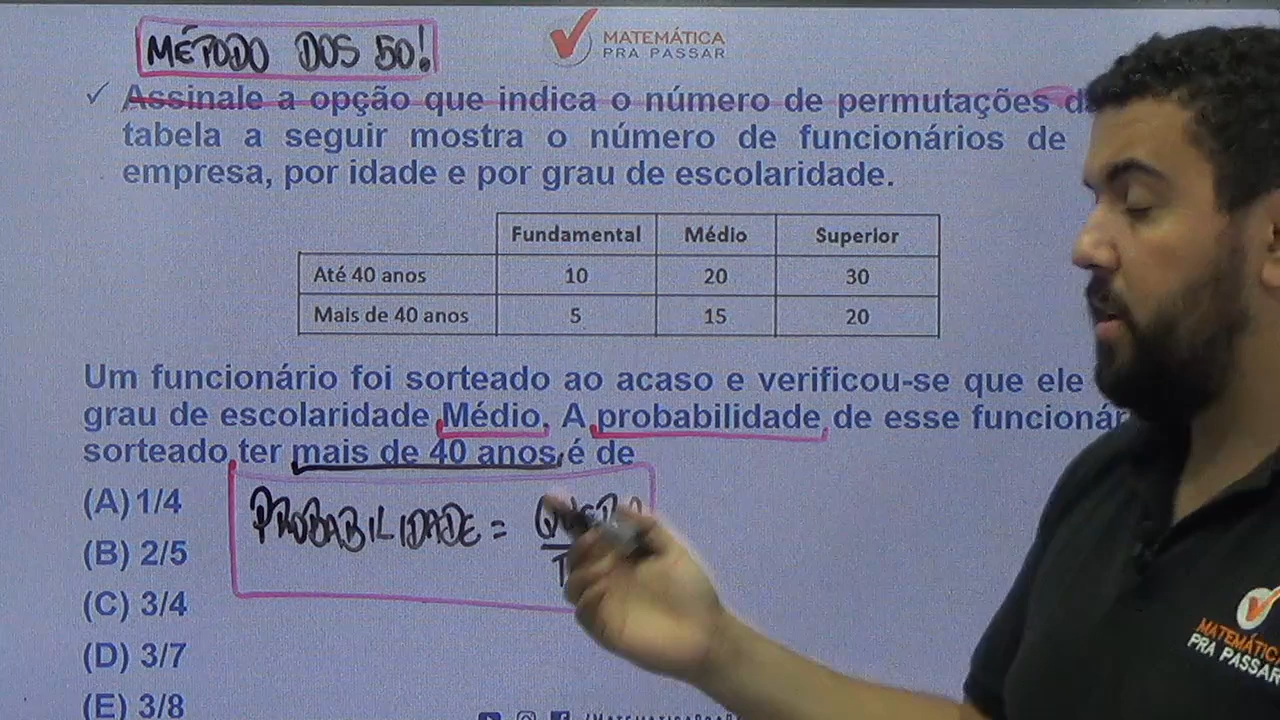 MÉTODO DOS 50!
MATEMÁTICA
PRA PASSAR
✓ Assinale a opção que indica o número de permutações
tabela a seguir mostra o número de funcionários de
empresa, por idade e por grau de escolaridade.
Fundamental Médio Superior
Até 40 anos 10 20 30
Mais de 40 anos 5 15 20
Um funcionário foi sorteado ao acaso e verificou-se que ele
grau de escolaridade Médio. A probabilidade de esse
sorteado ter mais de 40 anos é de
(A) 1/4
PROBABILIDADE =
(B) 2/5
(C) 3/4
(D) 3/7
(E) 3/8
MATEMÁTICA
PRA PASSAR